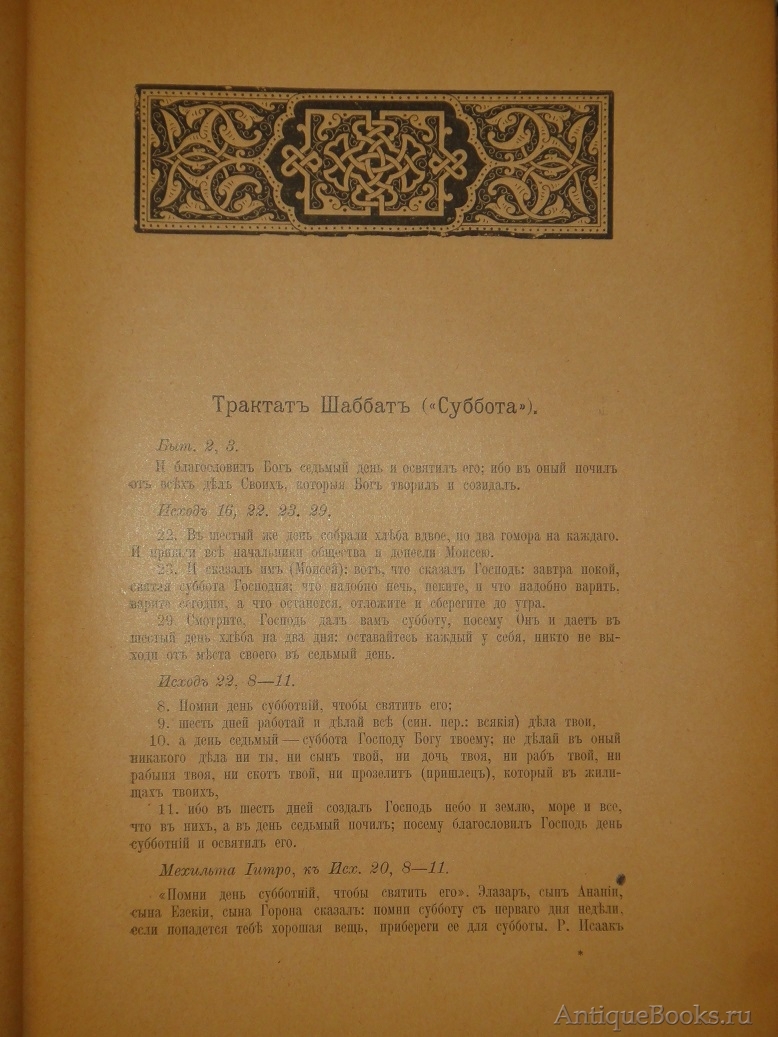 Трактатъ Шаббатъ («Суббота»).
Быт. 2, 3.
И благословилъ Богъ седьмый день и освятилъ его; ибо въ оный почилъ
отъ всѣхъ дѣлъ Своихъ, которыя Богъ творилъ и созидалъ.
Исходъ 16, 22. 23. 29.
22. Въ шестый же день собрали хлѣба вдвое, по два гомора на каждаго.
И пришли всѣ начальники общества и донесли Моисею.
23. И сказалъ имъ (Моисей): вотъ, что сказалъ Господь: завтра покой,
святая суббота Господня; что надобно печь, пеките, и что надобно варить,
варите сегодня, а что останется, отложите и сберегите до утра.
29. Смотрите, Господь далъ вамъ субботу, посему Онъ и даетъ въ
шестый день хлѣба на два дня: оставайтесь каждый у себя, никто не вы-
ходи отъ мѣста своего въ седьмый день.
Исходъ 22, 8—11.
8. Помни день субботній, чтобы святить его;
9. шесть дней работай и дѣлай всѣ (син. пер.: всякія) дѣла твои,
10. а день седьмый — суббота Господу Богу твоему; не дѣлай въ оный
никакого дѣла ни ты, ни сынъ твой, ни дочь твоя, ни рабъ твой, ни
рабыня твоя, ни скотъ твой, ни прозелитъ (пришлецъ), который въ жили-
щахъ твоихъ,
11. ибо въ шесть дней создалъ Господь небо и землю, море и все,
что въ нихъ, а въ день седьмый почилъ; посему благословилъ Господь день
субботній и освятилъ его.
Мехильта Іитро, къ Исх. 20, 8—11.
«Помни день субботній, чтобы святить его». Элазаръ, сынъ Ананіи,
сына Езекіи, сына Горона сказалъ: помни субботу съ перваго дня недѣли,
если попадется тебѣ хорошая вещь, прибереги ее для субботы. Р. Исаакъ
*
AntiqueBooks.ru